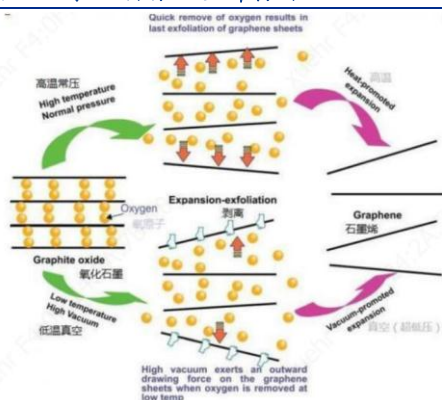 Quick remove of oxygen results in
last exfoliation of graphene sheets
高温常压
High temperature
Normal pressure
高温
Heat-promoted
expansion
Oxygen
氧原子
Graphite oxide
氧化石墨
Expansion-exfoliation
剥离
Graphene
石墨烯
Low temperature
High Vacuum
低温真空
Vacuum-promoted
expansion
真空（超低压）
High vacuum exerts an outward
drawing force on the graphene
sheets when oxygen is removed at
low temp